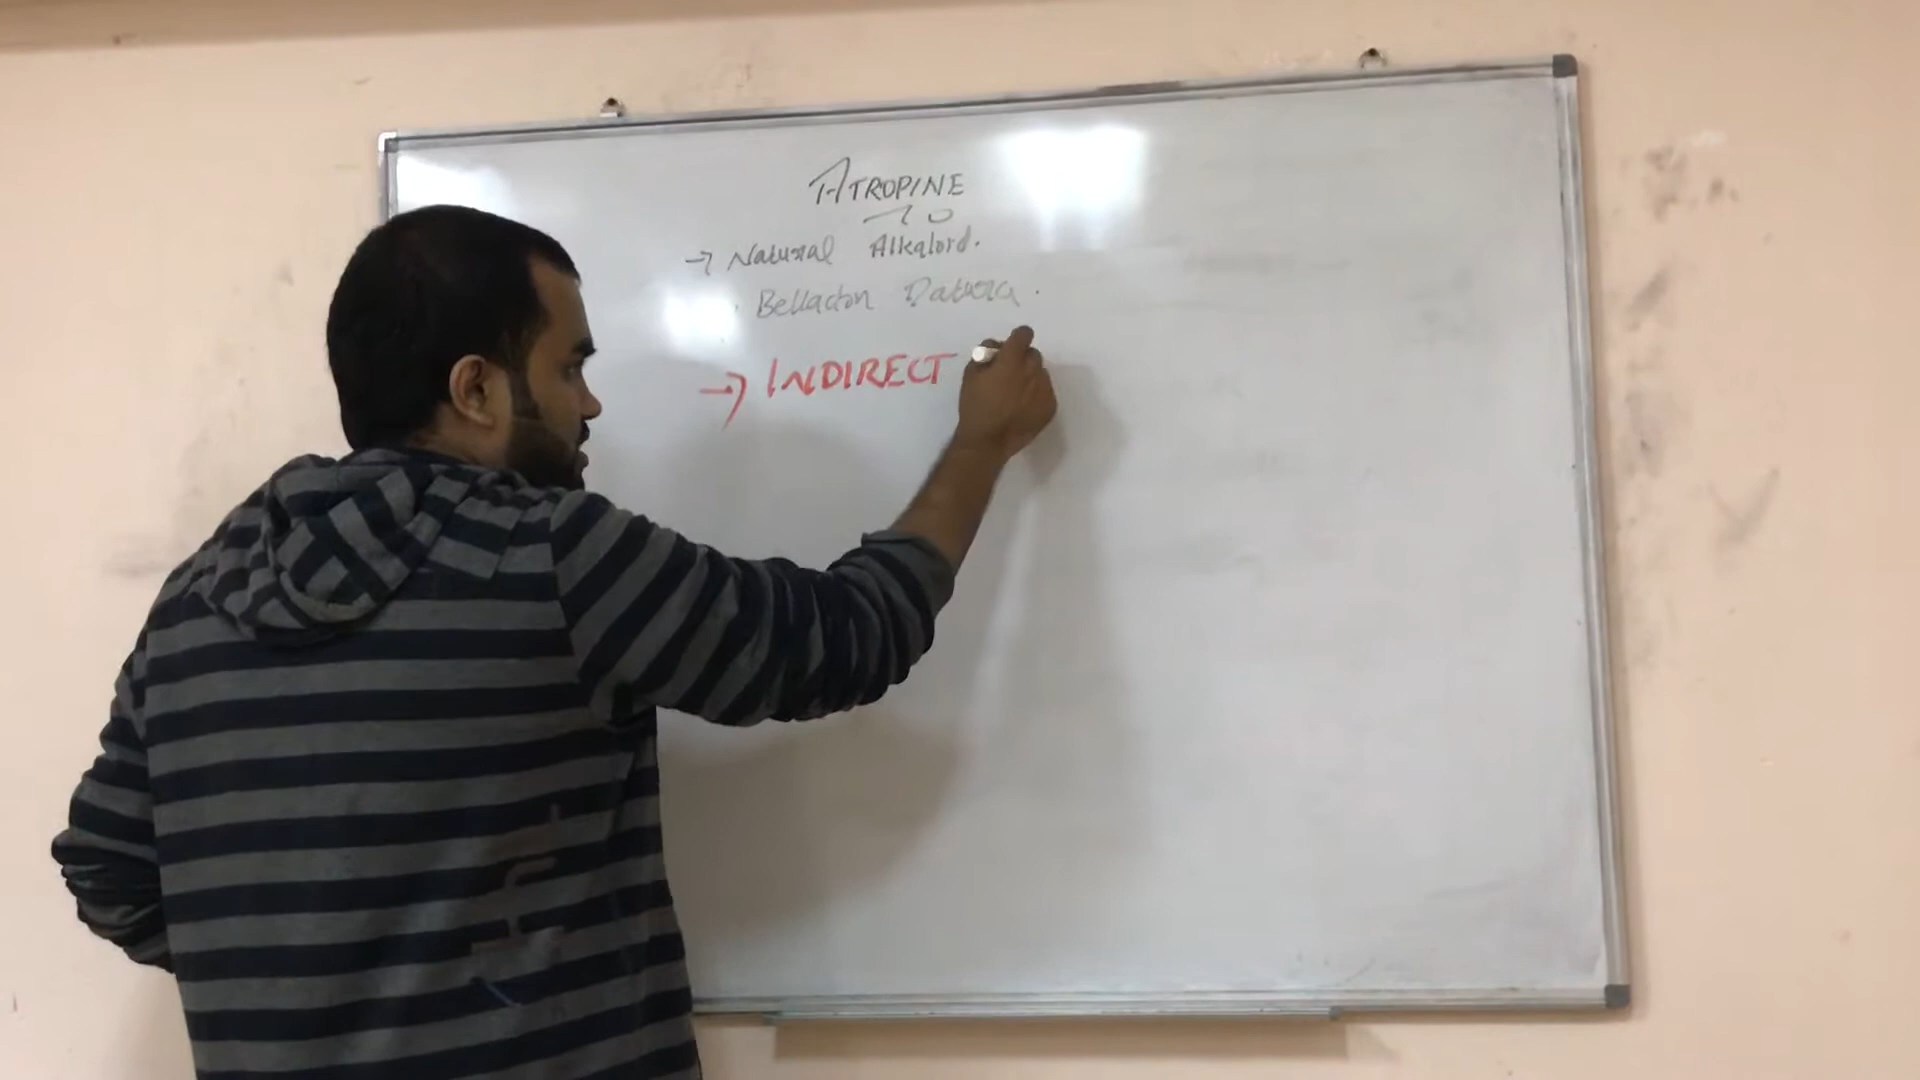 ATROPINE
→ Natural Alkaloid.
. Belladon Datura.
→ INDIRECT